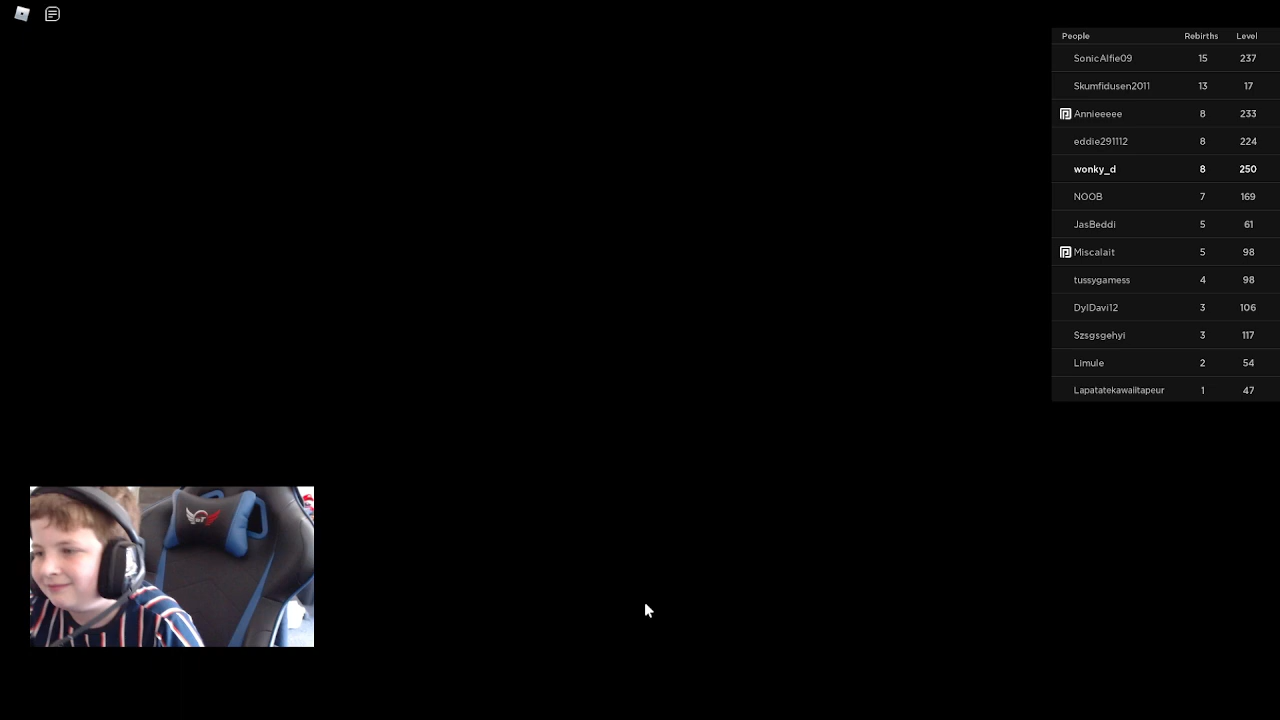 People Rebirths Level
SonicAlfie09 15 237
Skumfidusen2011 13 17
Annieeeee 8 233
eddie291112 8 224
wonky_d 8 250
NOOB 7 169
JasBeddi 5 61
Miscalait 5 98
tussygamess 4 98
DylDavi12 3 106
Szsgsgehyi 3 117
Limule 2 54
Lapatatekawaiitapeur 1 47